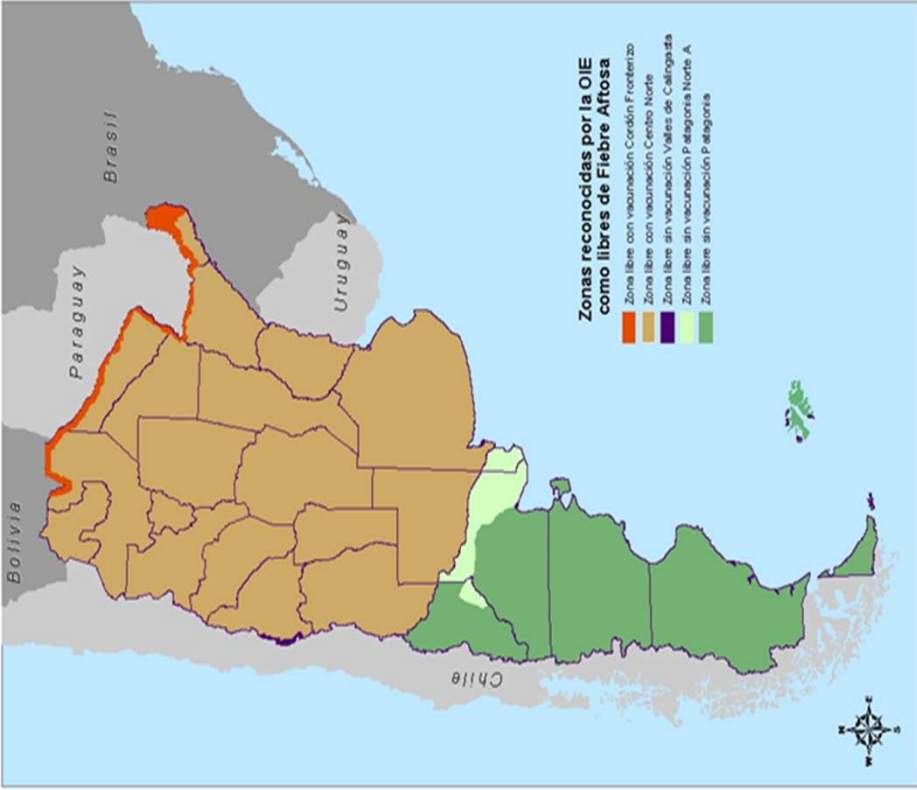 Bolivia
Paraguay
Brasil
Uruguay
Chile
Zonas reconocidas por la OIE
como libres de Fiebre Aftosa
Zona libre con vacunación Cordón Fronterizo
Zona libre con vacunación Centro Norte
Zona libre sin vacunación Valles de Calingasta
Zona libre sin vacunación Patagonia Norte A
Zona libre sin vacunación Patagonia
N
W
E
S